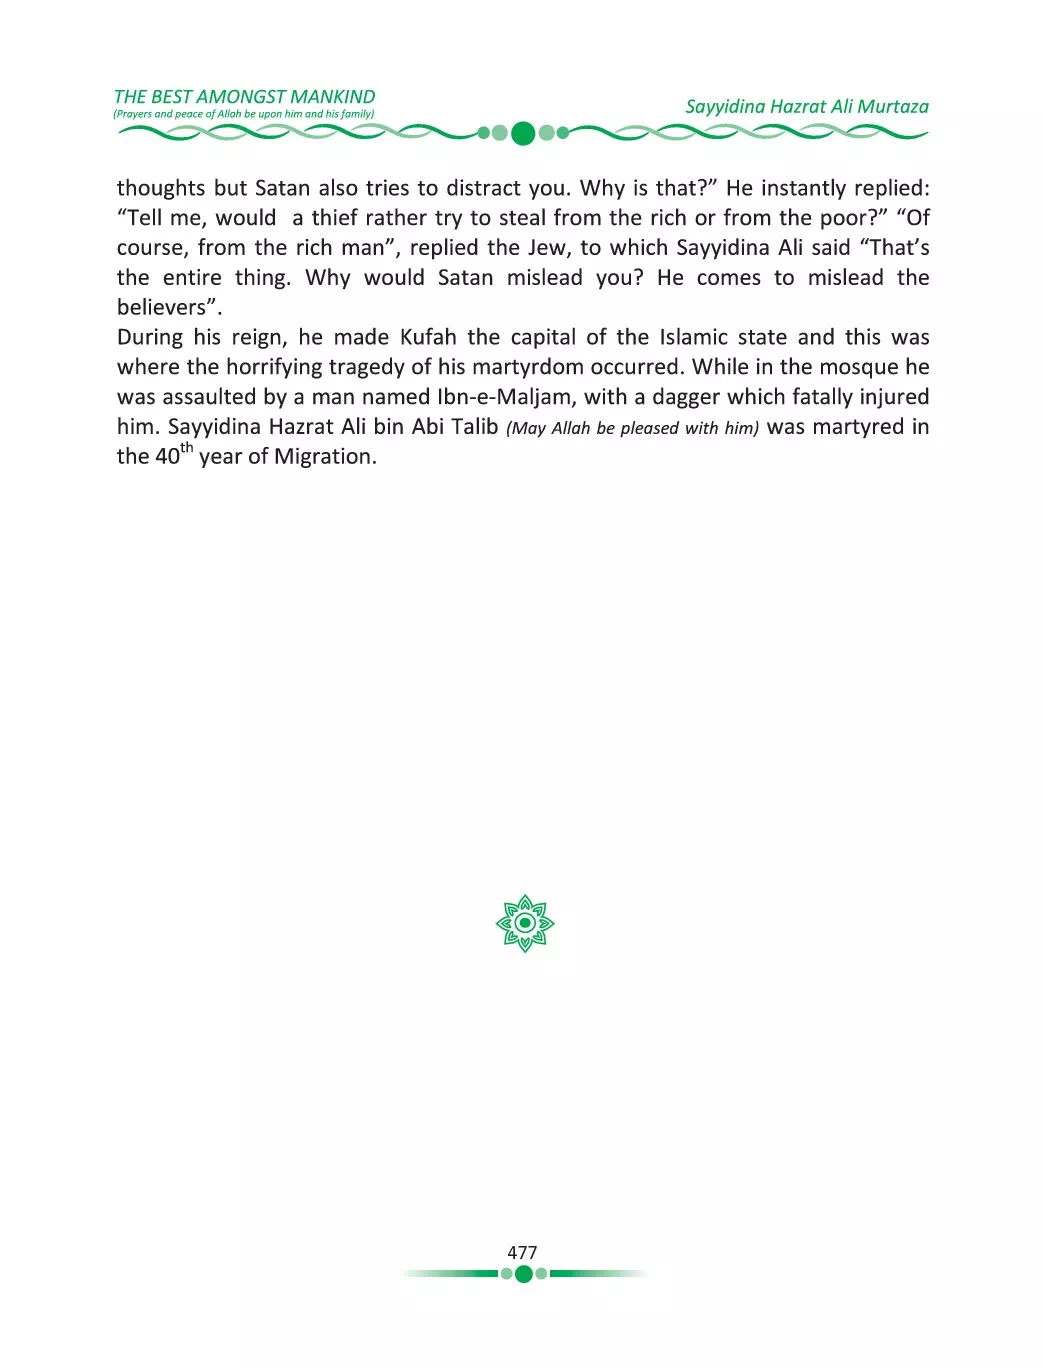 THE BEST AMONGST MANKIND
(Prayers and peace of Allah be upon him and his family)
Sayyidina Hazrat Ali Murtaza
thoughts but Satan also tries to distract you. Why is that?” He instantly replied:
“Tell me, would  a thief rather try to steal from the rich or from the poor?” “Of
course, from the rich man”, replied the Jew, to which Sayyidina Ali said “That’s
the entire thing. Why would Satan mislead you? He comes to mislead the
believers”.
During his reign, he made Kufah the capital of the Islamic state and this was
where the horrifying tragedy of his martyrdom occurred. While in the mosque he
was assaulted by a man named Ibn-e-Maljam, with a dagger which fatally injured
him. Sayyidina Hazrat Ali bin Abi Talib (May Allah be pleased with him) was martyred in
the 40th year of Migration.
477